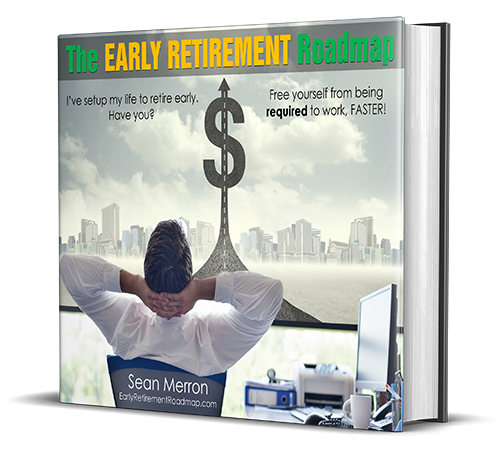 The EARLY RETIREMENT Roadmap
I've setup my life to retire early.
Have you?
Free yourself from being
required to work, FASTER!
$
Sean Merron
EarlyRetirementRoadmap.com